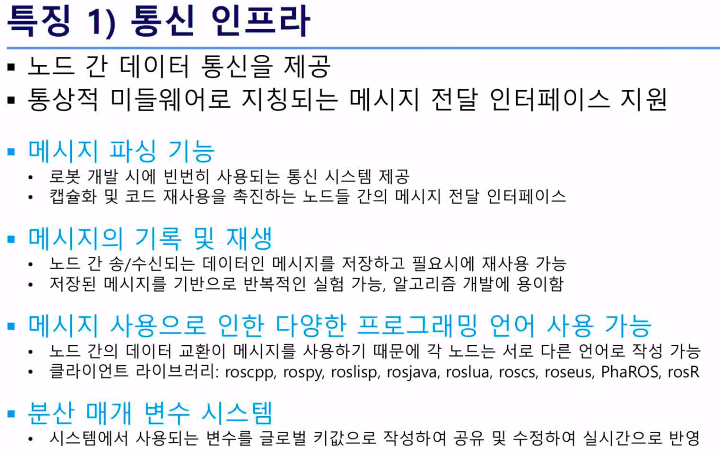 특징 1) 통신 인프라
▪ 노드 간 데이터 통신을 제공
▪ 통상적 미들웨어로 지칭되는 메시지 전달 인터페이스 지원
▪ 메시지 파싱 기능
• 로봇 개발 시에 빈번히 사용되는 통신 시스템 제공
• 캡슐화 및 코드 재사용을 촉진하는 노드들 간의 메시지 전달 인터페이스
▪ 메시지의 기록 및 재생
• 노드 간 송/수신되는 데이터인 메시지를 저장하고 필요시에 재사용 가능
• 저장된 메시지를 기반으로 반복적인 실험 가능, 알고리즘 개발에 용이함
▪ 메시지 사용으로 인한 다양한 프로그래밍 언어 사용 가능
• 노드 간의 데이터 교환이 메시지를 사용하기 때문에 각 노드는 서로 다른 언어로 작성 가능
• 클라이언트 라이브러리: roscpp, rospy, roslisp, rosjava, roslua, roscs, roseus, PhaROS, rosR
▪ 분산 매개 변수 시스템
• 시스템에서 사용되는 변수를 글로벌 키값으로 작성하여 공유 및 수정하여 실시간으로 반영